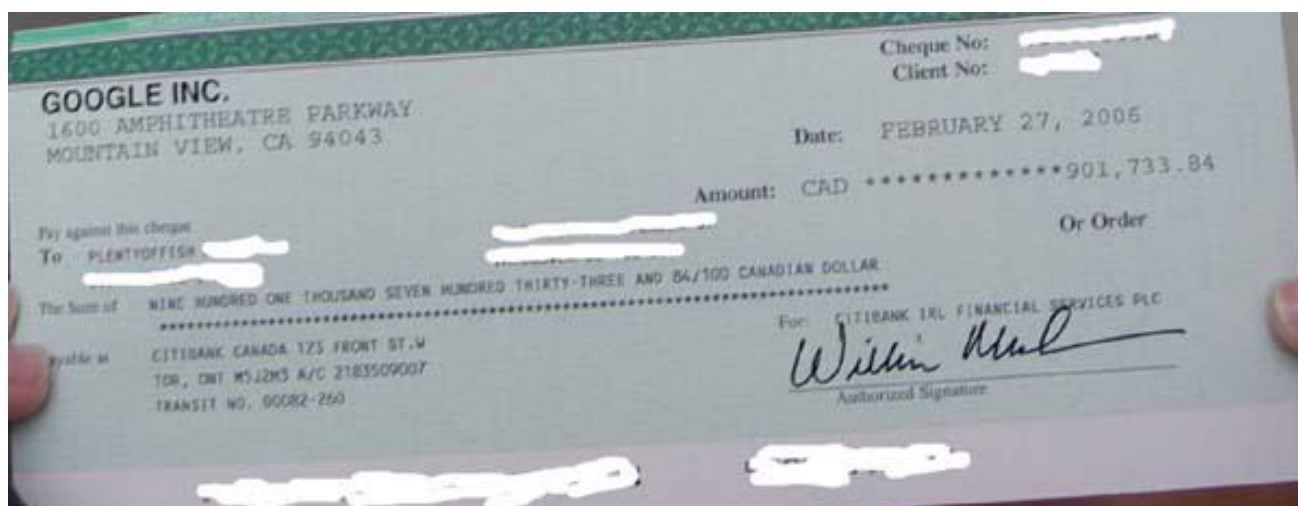 GOOGLE INC.
1600 AMPHITHEATRE PARKWAY
MOUNTAIN VIEW, CA 94043
Cheque No:
Client No:
Date: FEBRUARY 27, 2006
Amount: CAD *************901,733.84
Pay against this cheque
To PLENTYOFFISH
Or Order
The Sum of NINE HUNDRED ONE THOUSAND SEVEN HUNDRED THIRTY-THREE AND 84/100 CANADIAN DOLLAR
For: CITIBANK IRL FINANCIAL SERVICES PLC
Payable at CITIBANK CANADA 123 FRONT ST.W
TOR, ONT M5J2M3 A/C 2183509007
TRANSIT NO. 00082-260
Authorized Signature